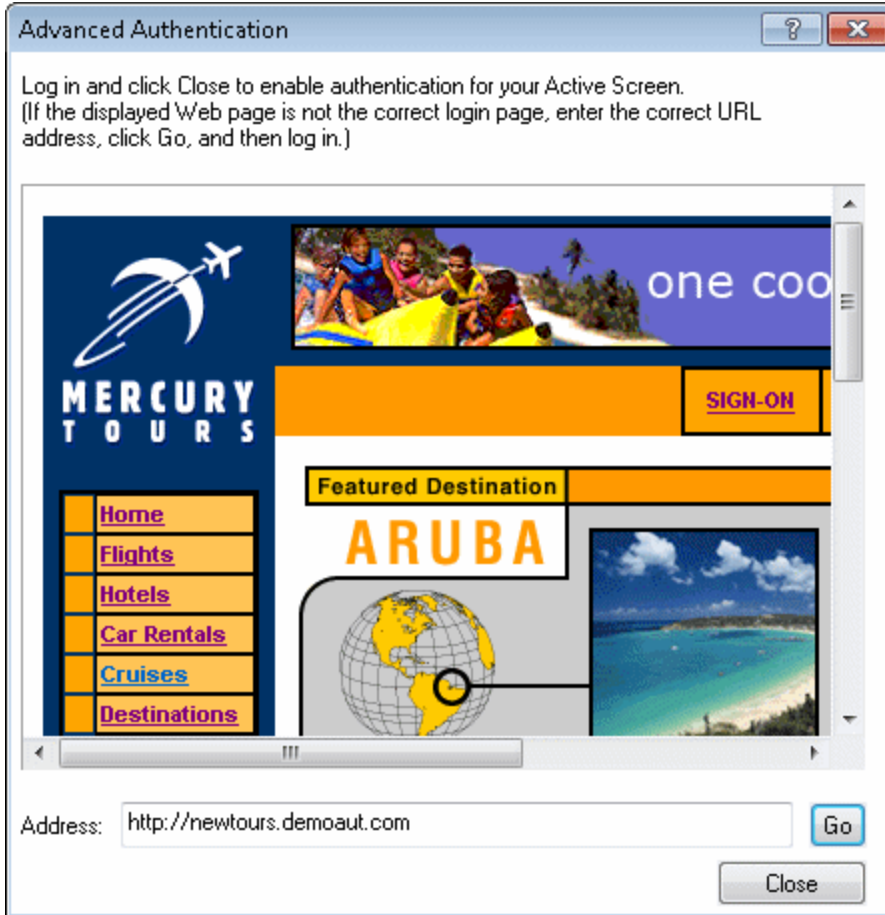 Advanced Authentication
Log in and click Close to enable authentication for your Active Screen.
(If the displayed Web page is not the correct login page, enter the correct URL
address, click Go, and then log in.)
one coo
MERCURY
TOURS
SIGN-ON
Featured Destination
ARUBA
Home
Flights
Hotels
Car Rentals
Cruises
Destinations
Address: http://newtours.demoaut.com Go
Close